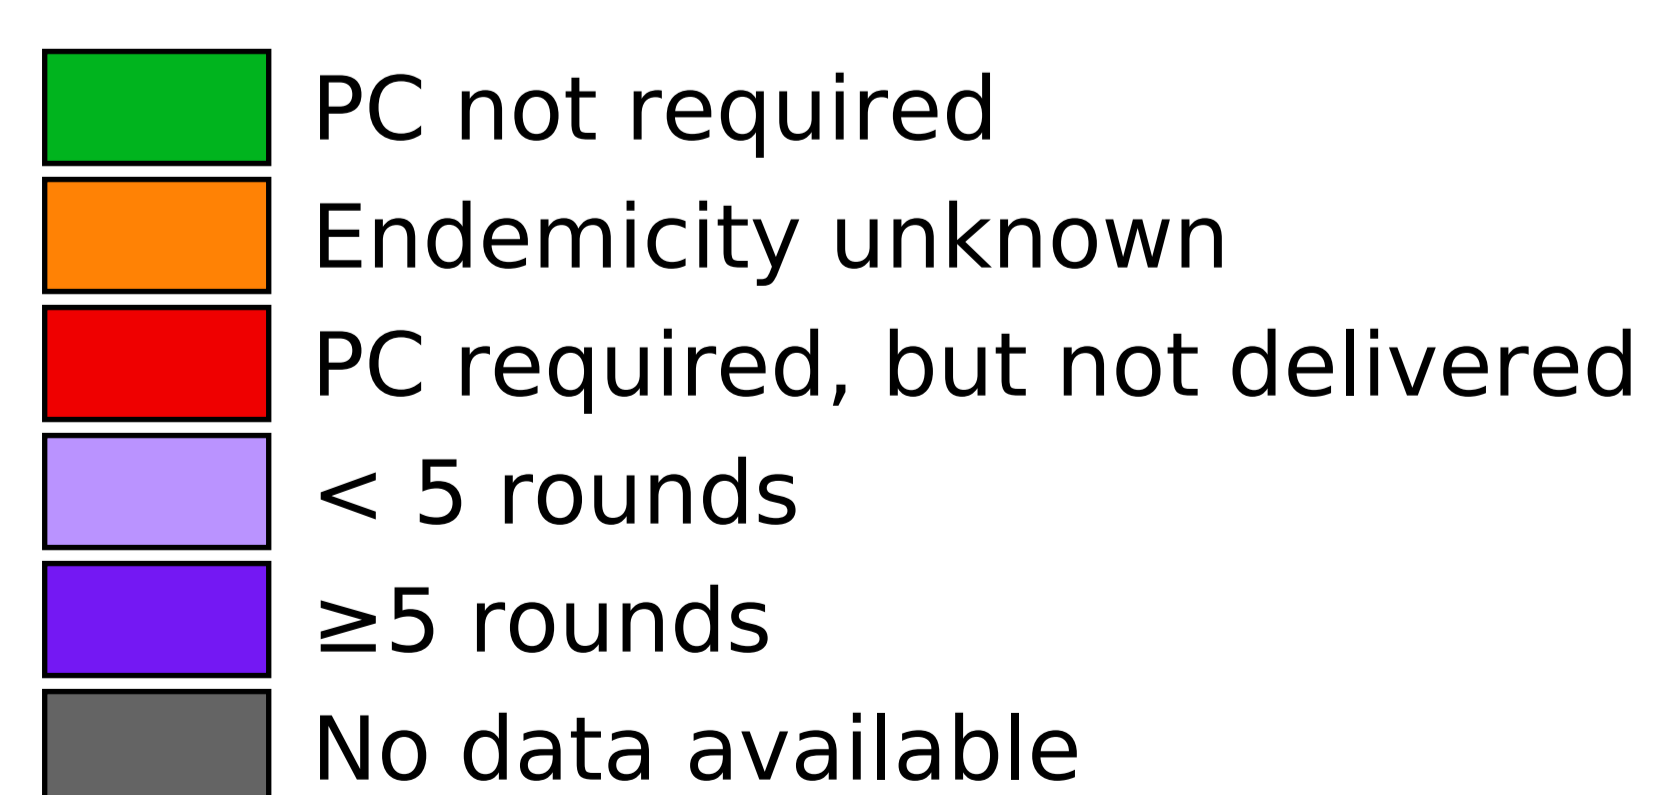 PC not required
Endemicity unknown
PC required, but not delivered
< 5 rounds
≥5 rounds
No data available